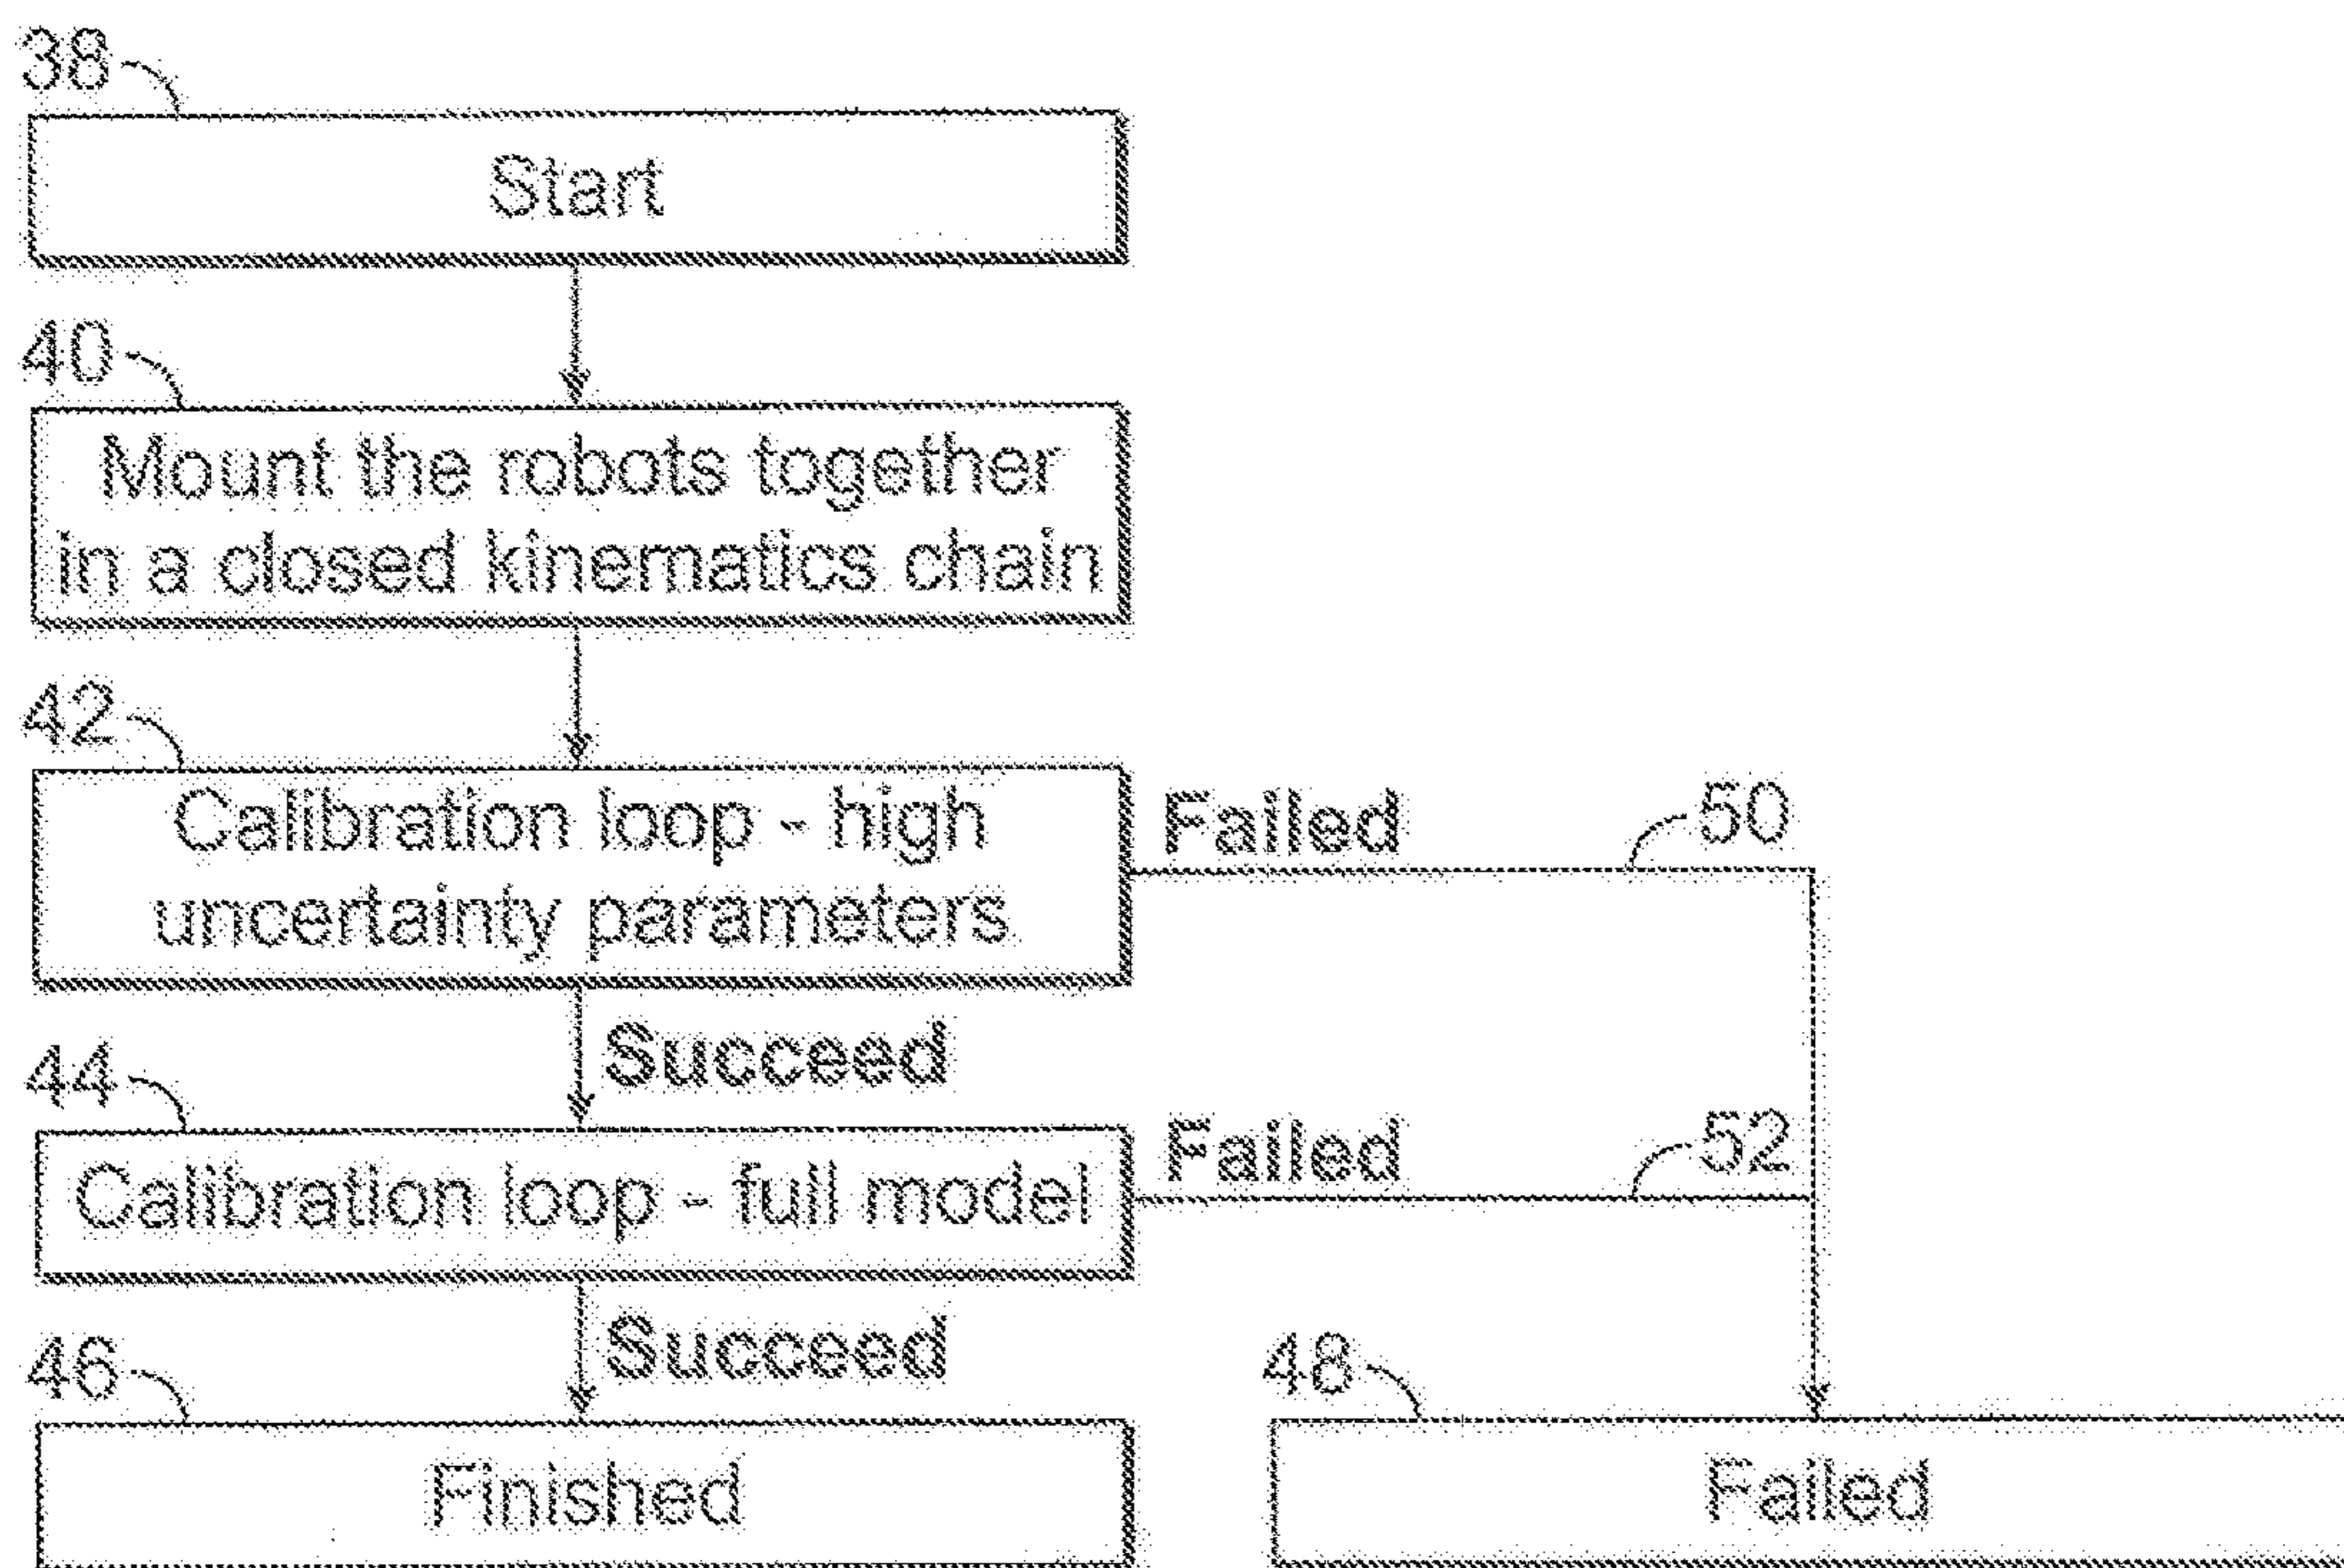 38
Start
40
Mount the robots together
in a closed kinematics chain
42
Calibration loop - high
uncertainty parameters
Failed
50
Succeed
44
Calibration loop - full model
Failed
52
Succeed
46
Finished
48
Failed